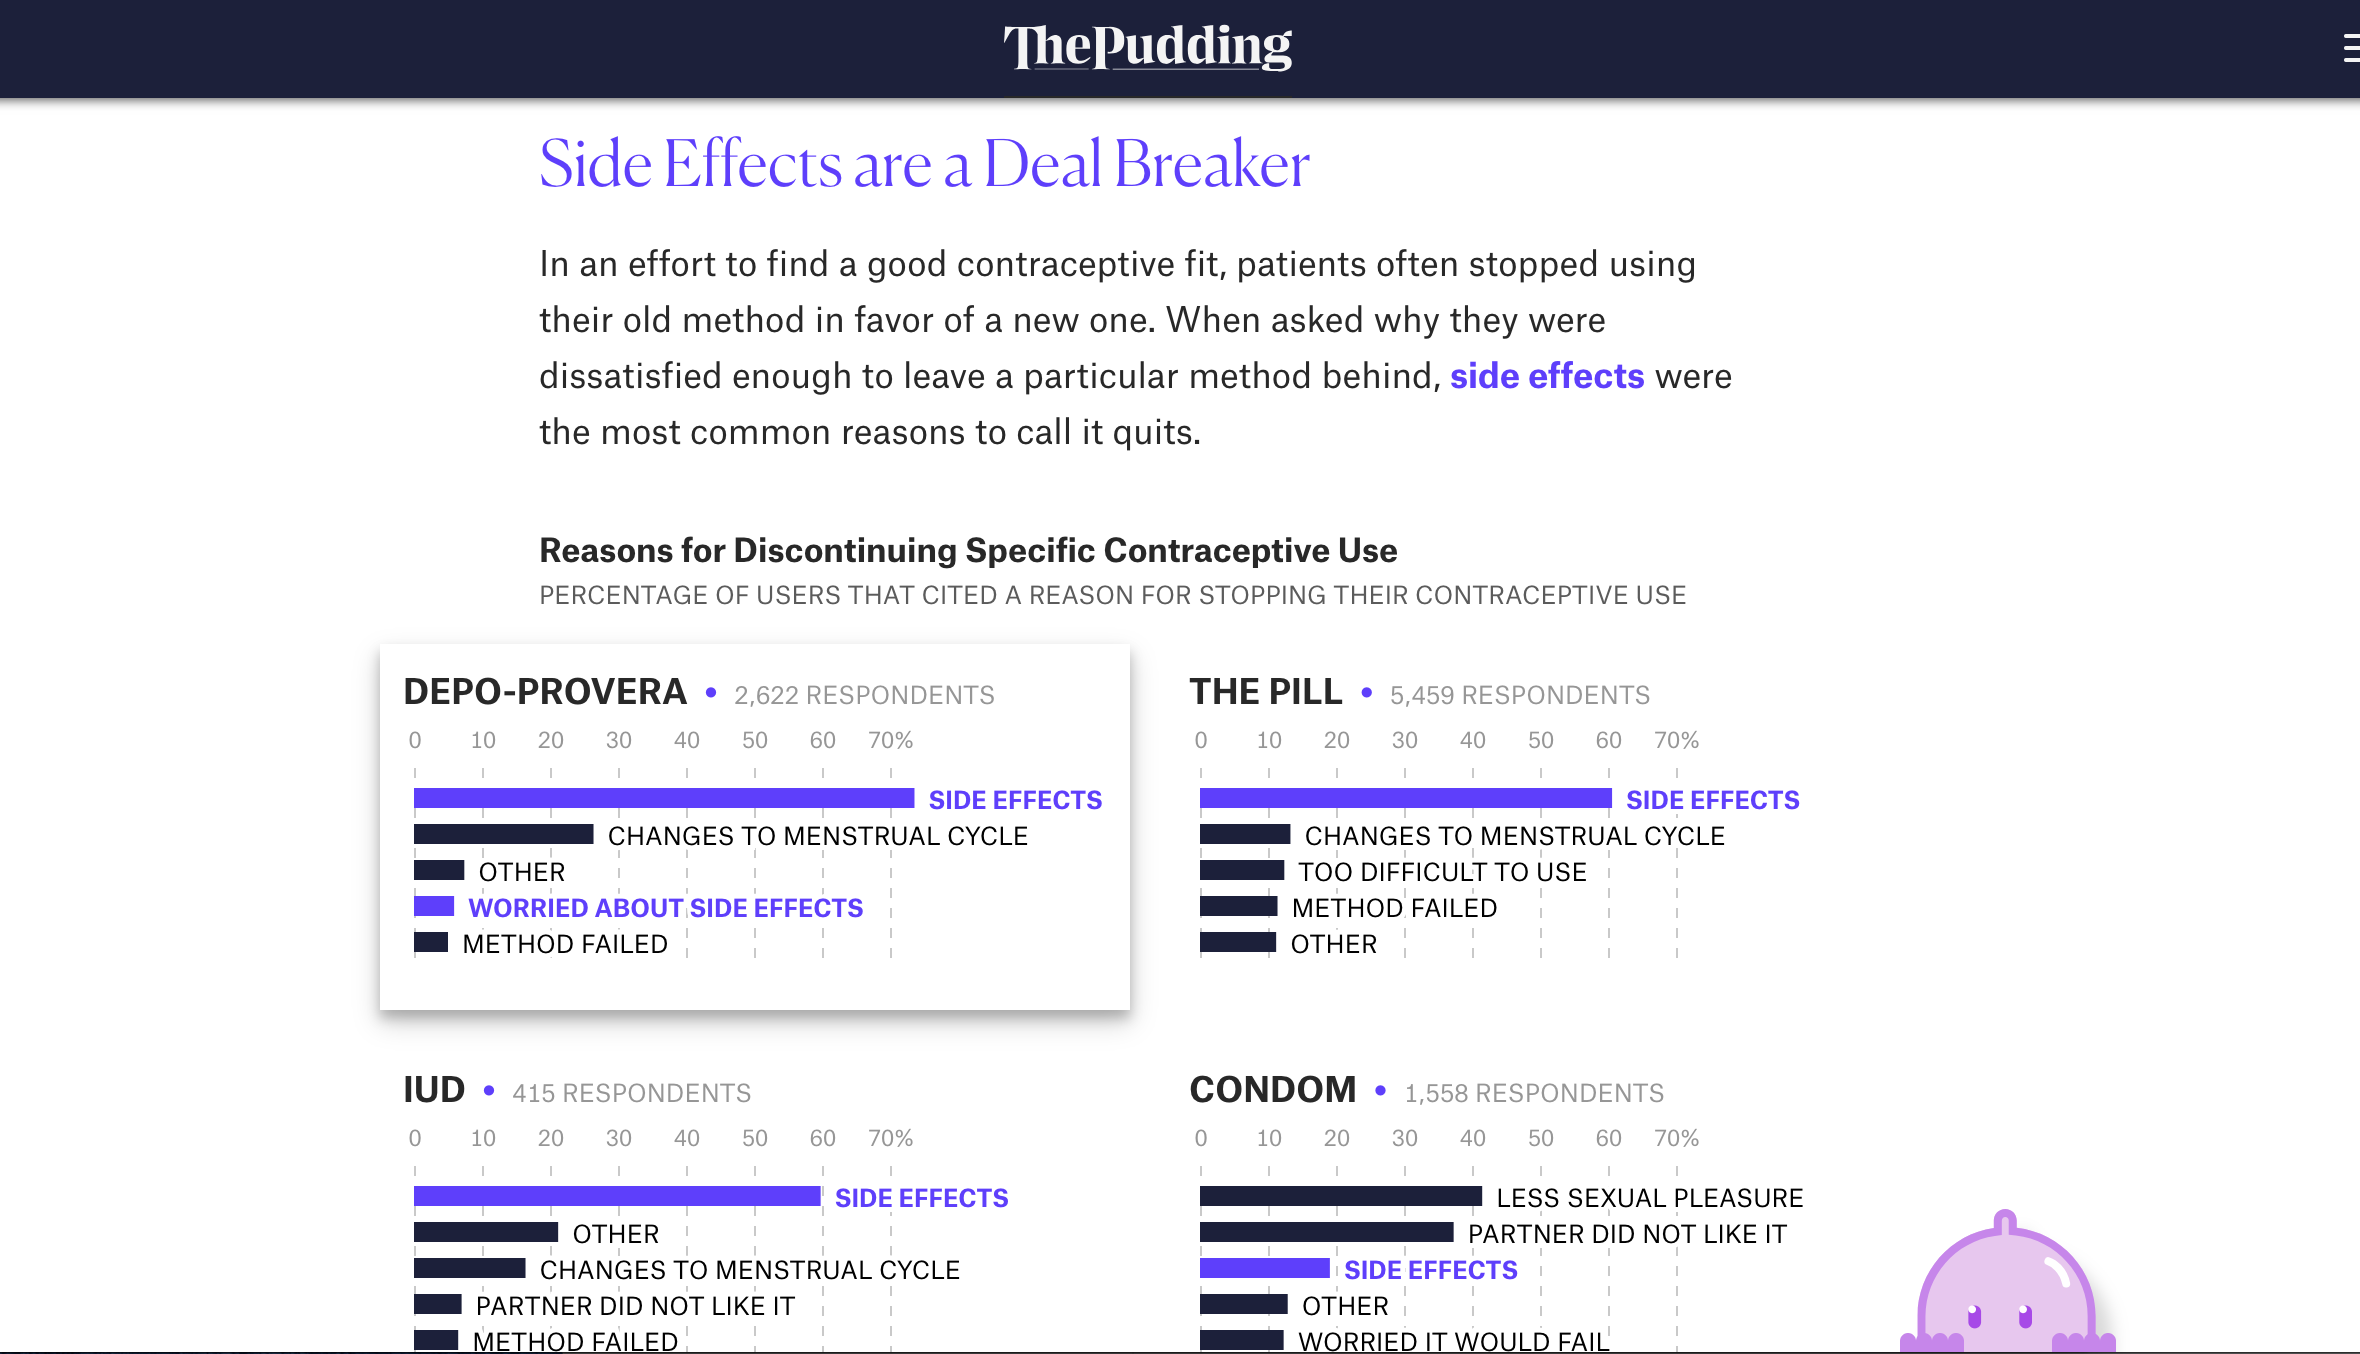 ThePudding
Side Effects are a Deal Breaker
In an effort to find a good contraceptive fit, patients often stopped using
their old method in favor of a new one. When asked why they were
dissatisfied enough to leave a particular method behind, side effects were
the most common reasons to call it quits.
Reasons for Discontinuing Specific Contraceptive Use
PERCENTAGE OF USERS THAT CITED A REASON FOR STOPPING THEIR CONTRACEPTIVE USE
DEPO-PROVERA • 2,622 RESPONDENTS
0 10 20 30 40 50 60 70%
SIDE EFFECTS
CHANGES TO MENSTRUAL CYCLE
OTHER
WORRIED ABOUT SIDE EFFECTS
METHOD FAILED
THE PILL • 5,459 RESPONDENTS
0 10 20 30 40 50 60 70%
SIDE EFFECTS
CHANGES TO MENSTRUAL CYCLE
TOO DIFFICULT TO USE
METHOD FAILED
OTHER
IUD • 415 RESPONDENTS
0 10 20 30 40 50 60 70%
SIDE EFFECTS
OTHER
CHANGES TO MENSTRUAL CYCLE
PARTNER DID NOT LIKE IT
METHOD FAILED
CONDOM • 1,558 RESPONDENTS
0 10 20 30 40 50 60 70%
LESS SEXUAL PLEASURE
PARTNER DID NOT LIKE IT
SIDE EFFECTS
OTHER
WORRIED IT WOULD FAIL